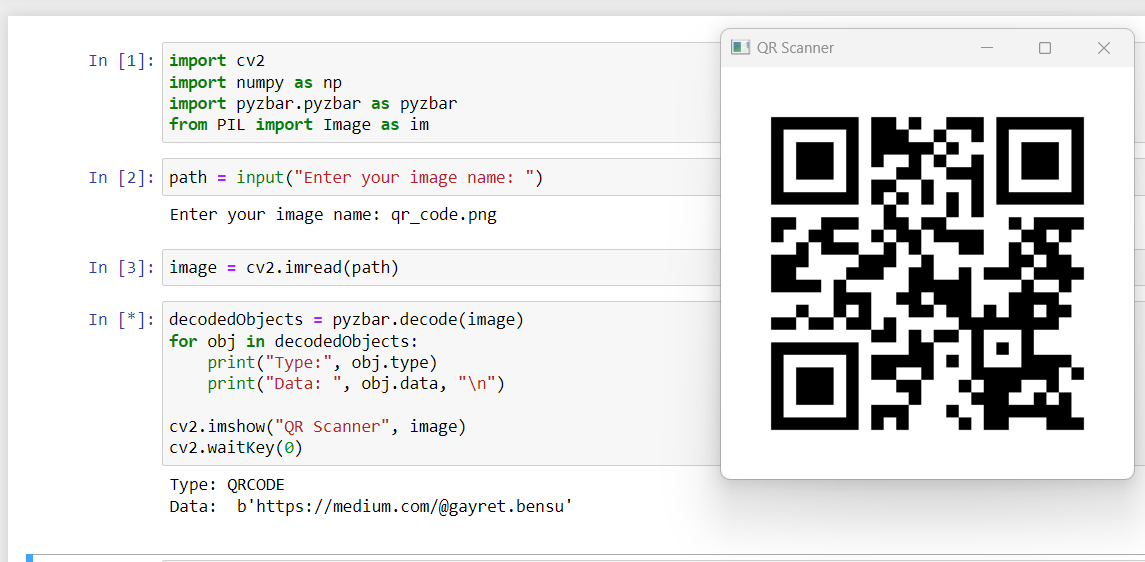 In [1]:
import cv2
import numpy as np
import pyzbar.pyzbar as pyzbar
from PIL import Image as im
In [2]:
path = input("Enter your image name: ")
Enter your image name: qr_code.png
In [3]:
image = cv2.imread(path)
In [*]:
decodedObjects = pyzbar.decode(image)
for obj in decodedObjects:
    print("Type:", obj.type)
    print("Data: ", obj.data, "\n")

cv2.imshow("QR Scanner", image)
cv2.waitKey(0)
Type: QRCODE
Data:  b'https://medium.com/@gayret.bensu'
QR Scanner